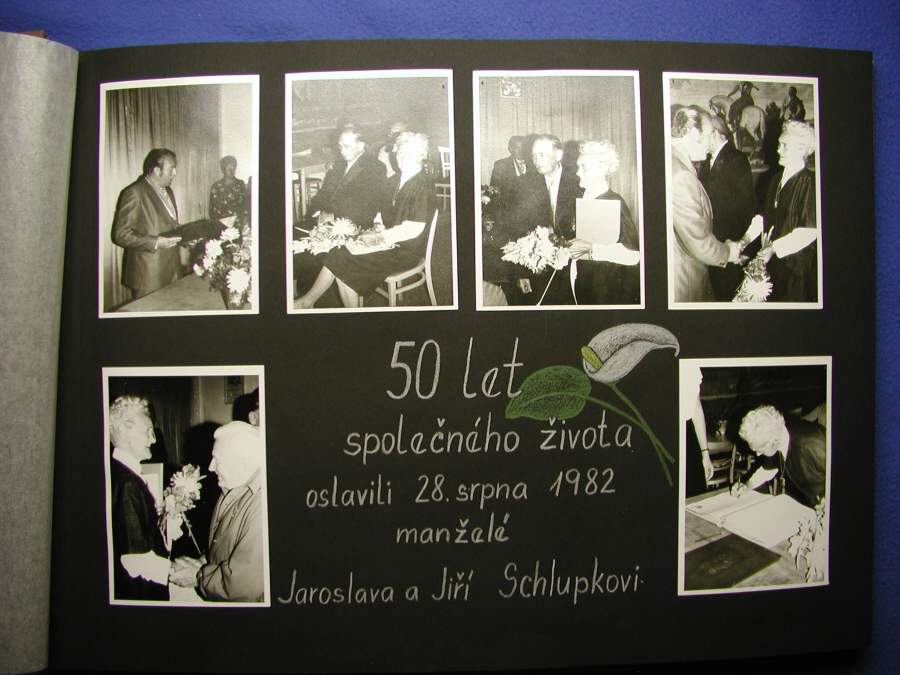 50 let
společného života
oslavili 28. srpna 1982
manželé
Jaroslava a Jiří Schlupkovi